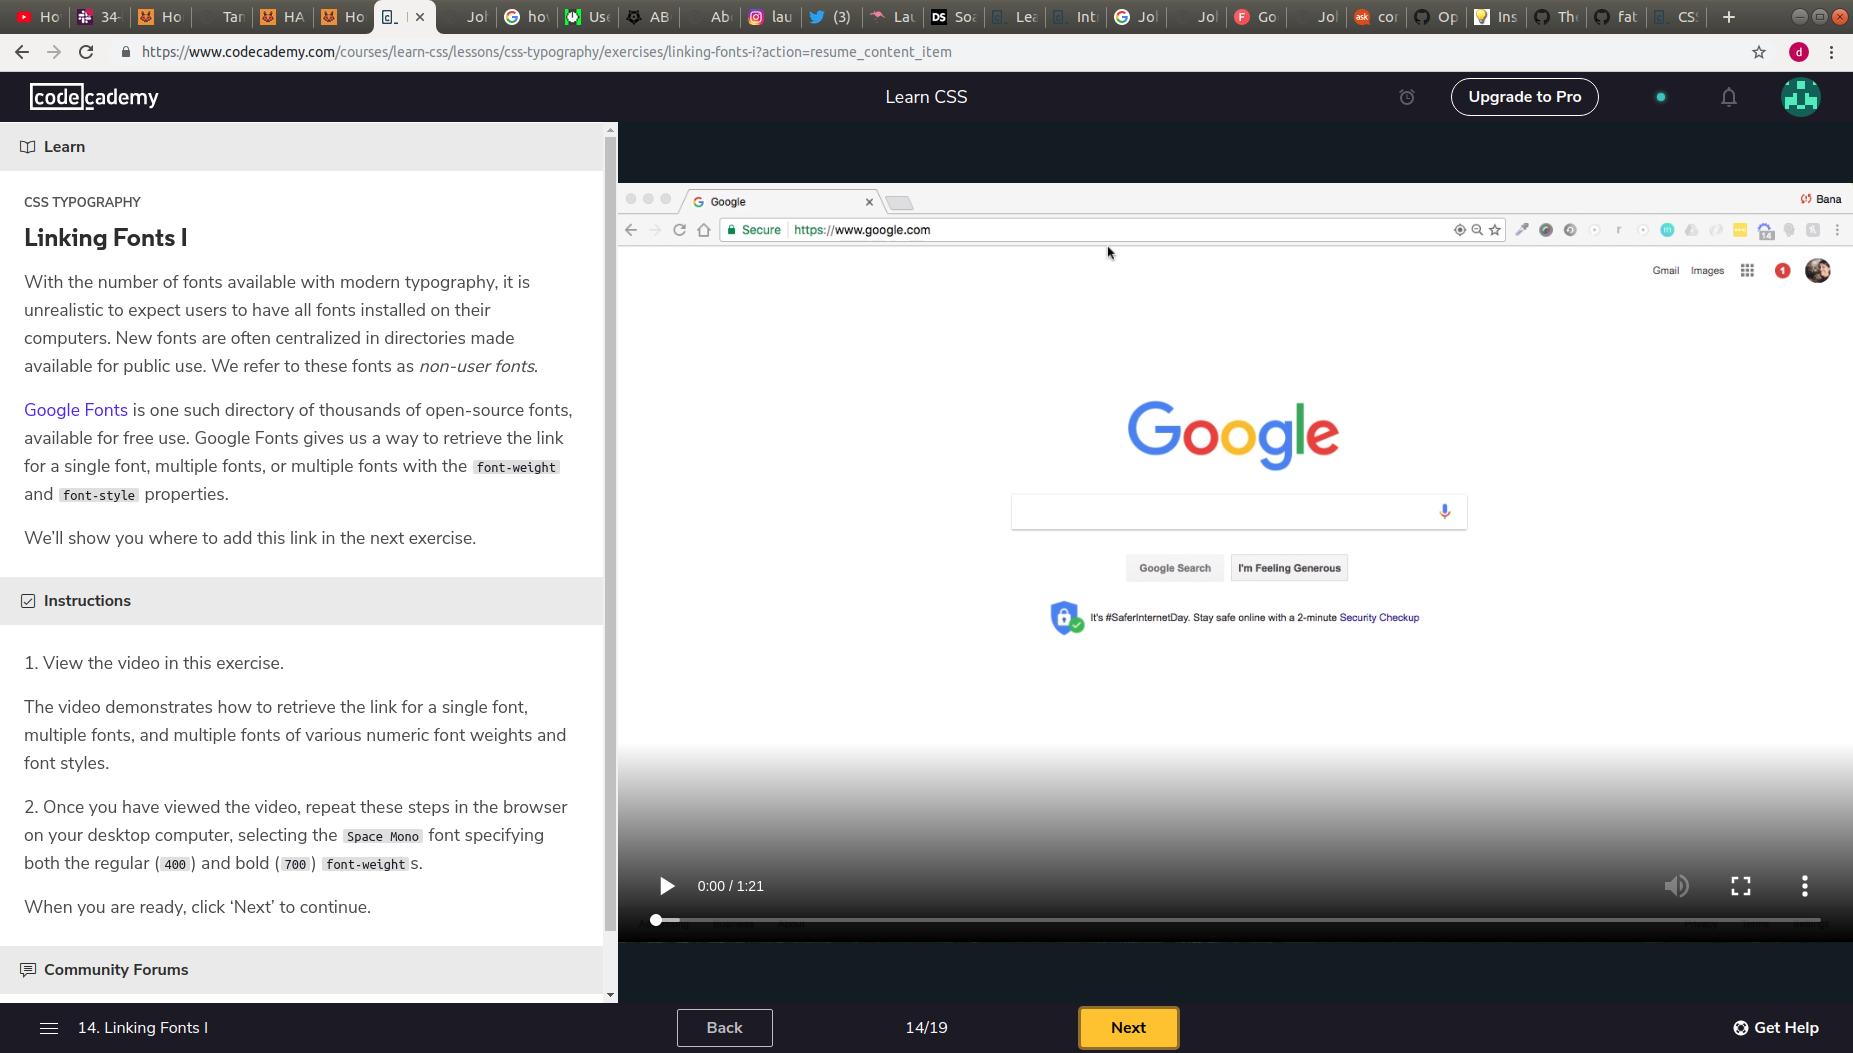 Ho
34-
Ho
Tar
HA
Ho
Jol
hov
Use
AB
Ab
lau
(3)
Lau
Soa
Lea
Int
Jol
Jol
Go
Jol
cor
Op
Ins
Th
fat
CSS
https://www.codecademy.com/courses/learn-css/lessons/css-typography/exercises/linking-fonts-i?action=resume_content_item
d
codecademy
Learn CSS
Upgrade to Pro
Learn
CSS TYPOGRAPHY
Linking Fonts I
With the number of fonts available with modern typography, it is
unrealistic to expect users to have all fonts installed on their
computers. New fonts are often centralized in directories made
available for public use. We refer to these fonts as non-user fonts.
Google Fonts is one such directory of thousands of open-source fonts,
available for free use. Google Fonts gives us a way to retrieve the link
for a single font, multiple fonts, or multiple fonts with the font-weight
and font-style properties.
We’ll show you where to add this link in the next exercise.
Instructions
1. View the video in this exercise.
The video demonstrates how to retrieve the link for a single font,
multiple fonts, and multiple fonts of various numeric font weights and
font styles.
2. Once you have viewed the video, repeat these steps in the browser
on your desktop computer, selecting the Space Mono font specifying
both the regular (400) and bold (700) font-weights.
When you are ready, click ‘Next’ to continue.
Community Forums
Google
Bana
Secure https://www.google.com
14
Gmail Images
1
Google
Google Search
I'm Feeling Generous
It's #SaferInternetDay. Stay safe online with a 2-minute Security Checkup
0:00 / 1:21
14. Linking Fonts I
Back
14/19
Next
Get Help